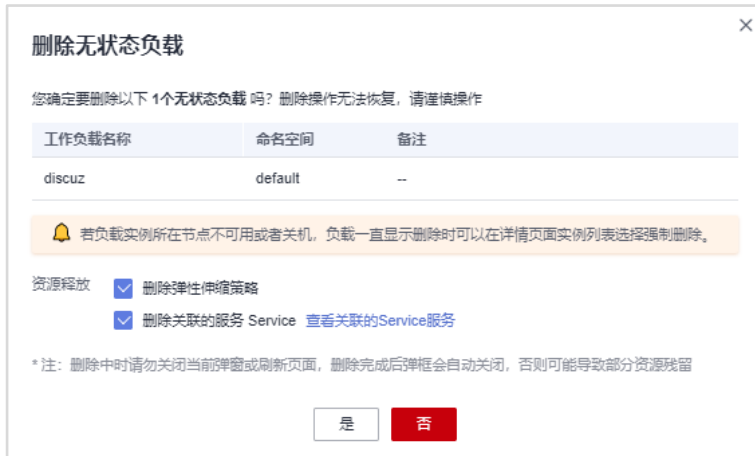 删除无状态负载
您确定要删除以下 1个无状态负载 吗？删除操作无法恢复，请谨慎操作
工作负载名称 命名空间 备注
discuz default --
若负载实例所在节点不可用或者关机，负载一直显示删除时可以在详情页面实例列表选择强制删除。
资源释放 删除弹性伸缩策略
删除关联的服务 Service 查看关联的Service服务
* 注：删除中时请勿关闭当前弹窗或刷新页面，删除完成后弹框会自动关闭，否则可能导致部分资源残留
是 否